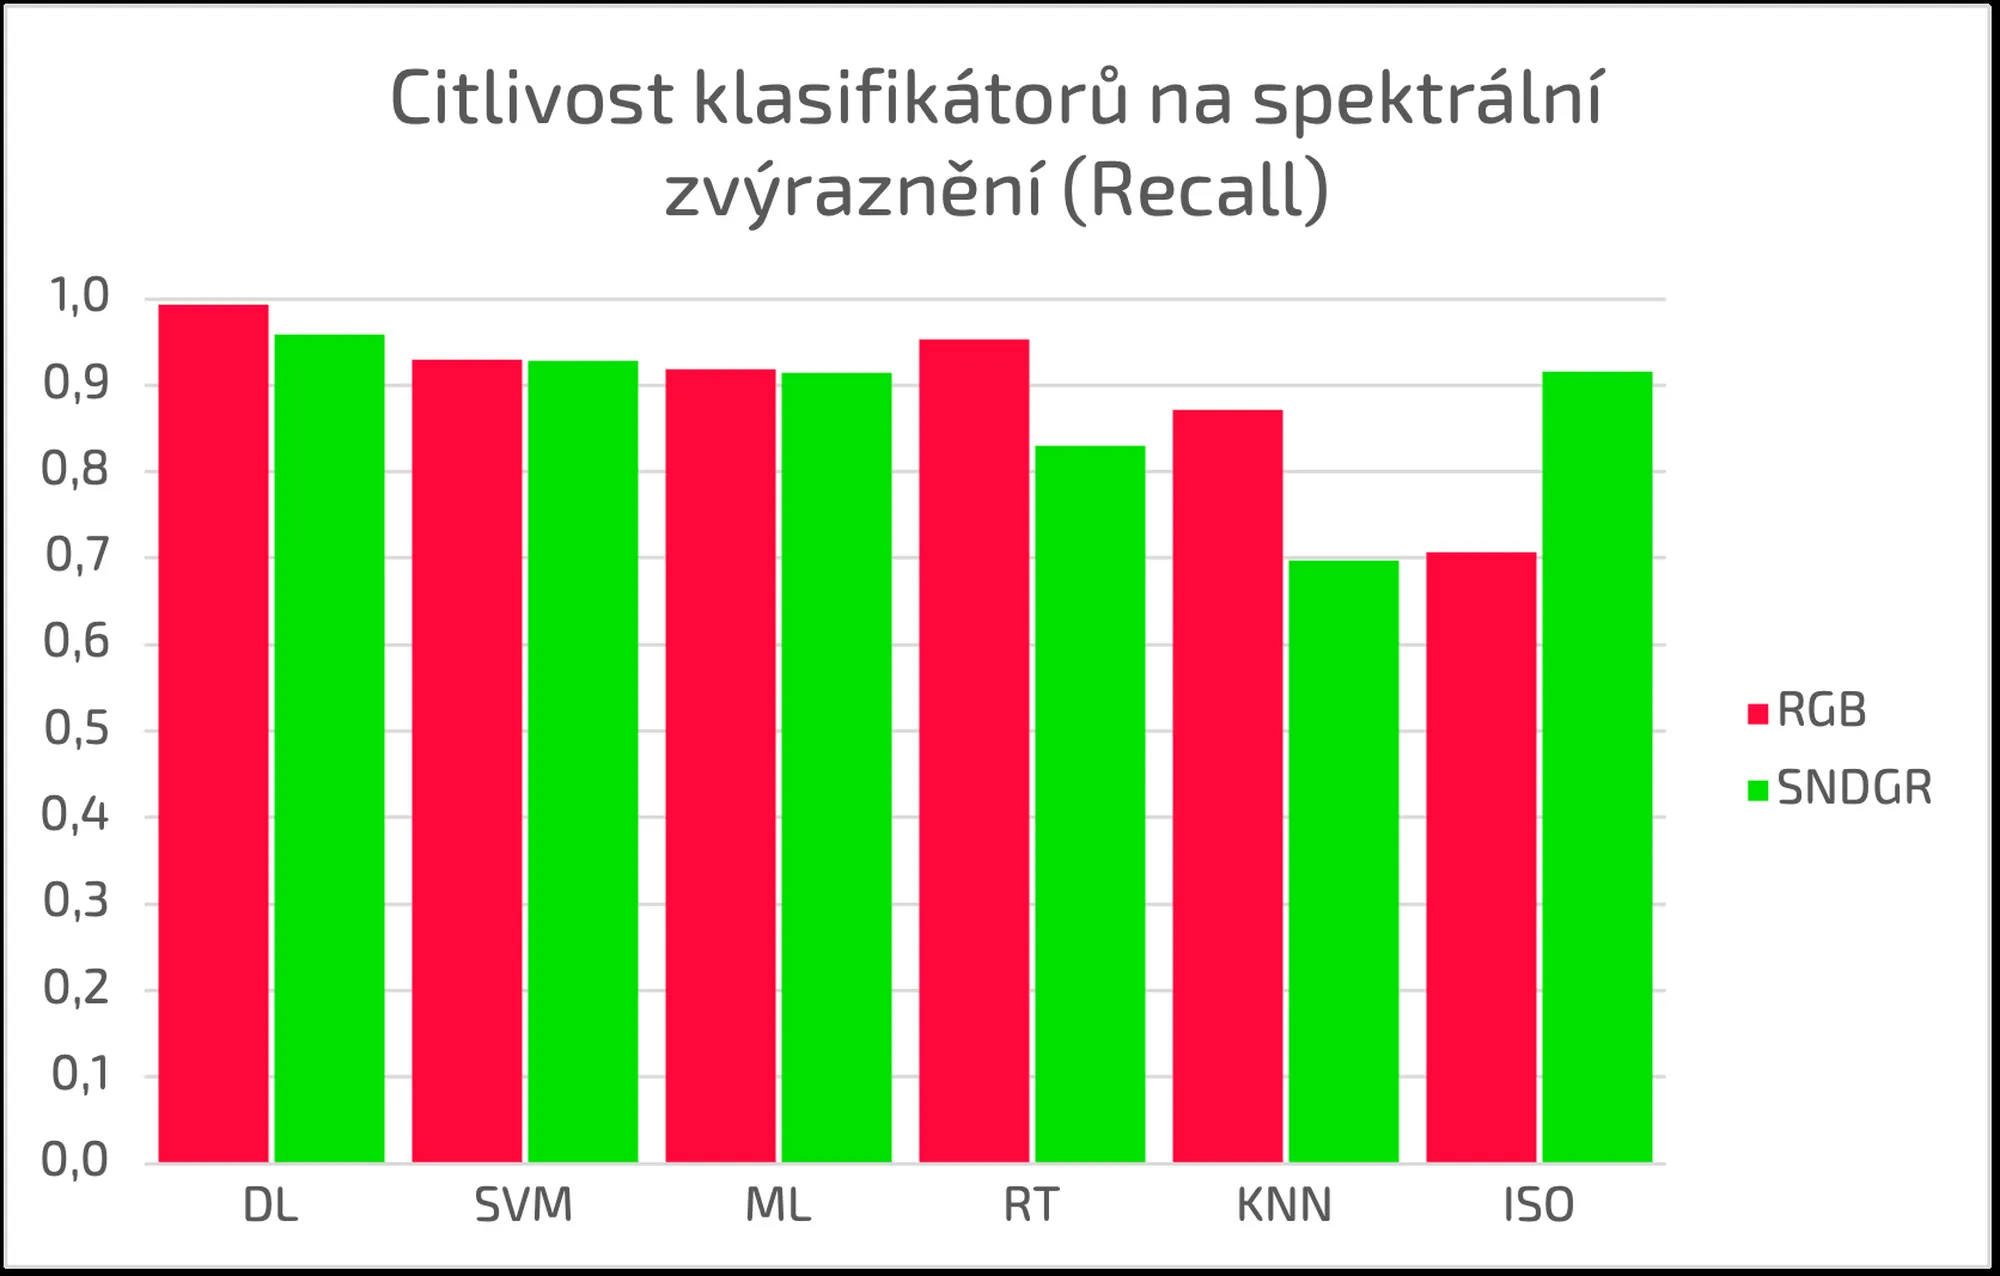 Citlivost klasifikátorů na spektrální
zvýraznění (Recall)
1,0
0,9
0,8
0,7
0,6
0,5
0,4
0,3
0,2
0,1
0,0
DL SVM ML RT KNN ISO
RGB
SNDGR